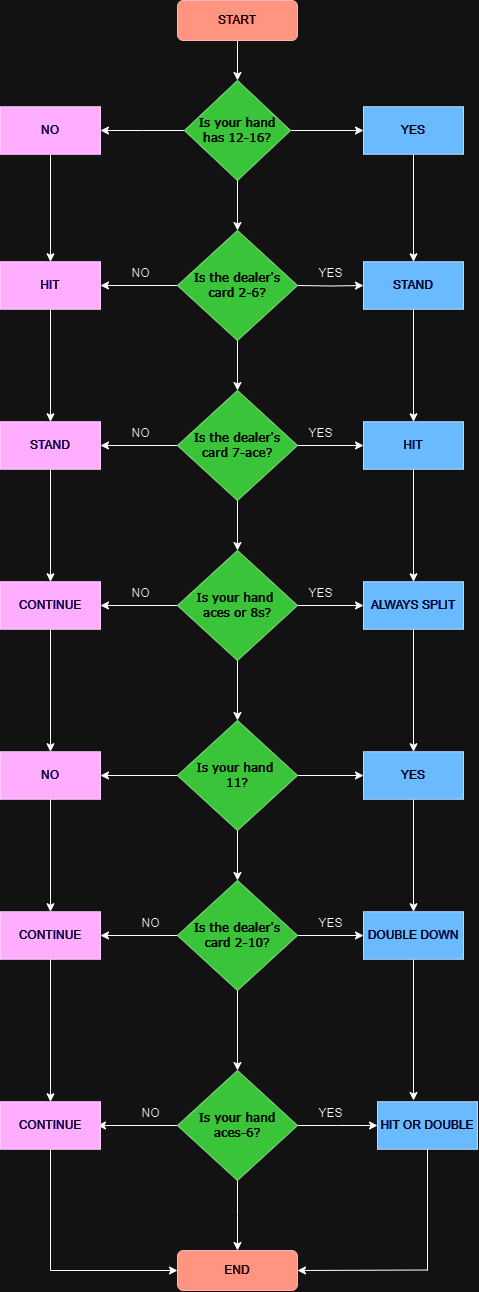 START
Is your hand
has 12-16?
NO
YES
Is the dealer's
card 2-6?
NO
YES
HIT
STAND
Is the dealer's
card 7-ace?
NO
YES
STAND
HIT
Is your hand
aces or 8s?
NO
YES
CONTINUE
ALWAYS SPLIT
Is your hand
11?
NO
YES
Is the dealer's
card 2-10?
NO
YES
CONTINUE
DOUBLE DOWN
Is your hand
aces-6?
NO
YES
CONTINUE
HIT OR DOUBLE
END